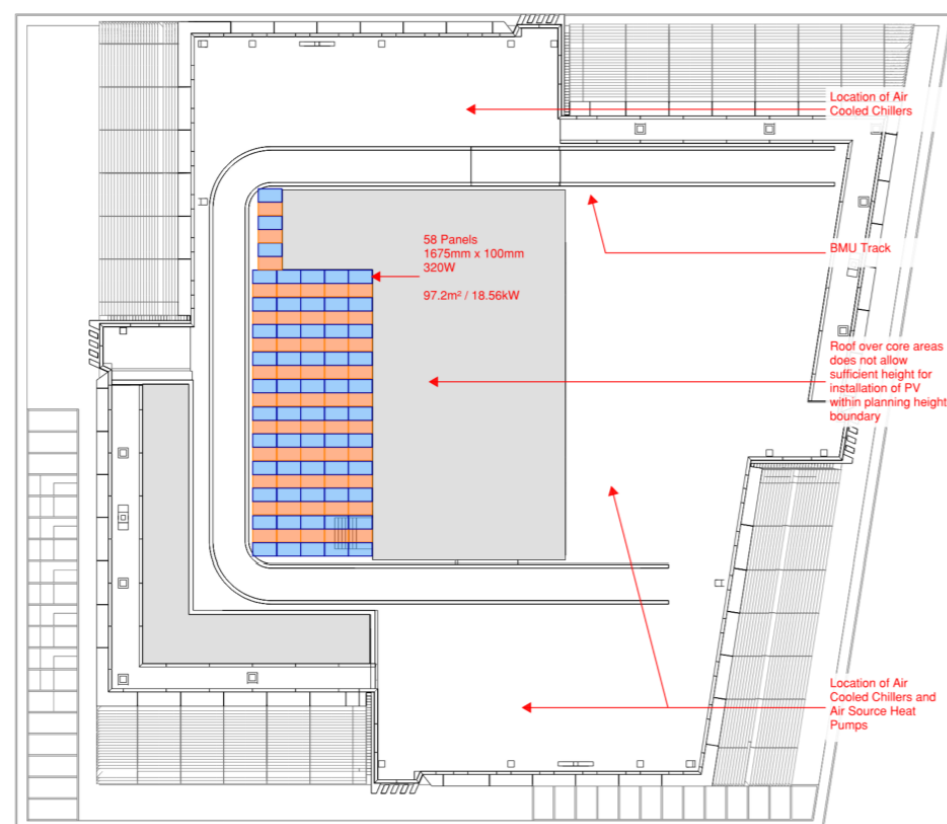 Location of Air
Cooled Chillers
58 Panels
1675mm x 100mm
320W
97.2m² / 18.56kW
BMU Track
Roof over core areas
does not allow
sufficient height for
installation of PV
within planning height
boundary
Location of Air
Cooled Chillers and
Air Source Heat
Pumps